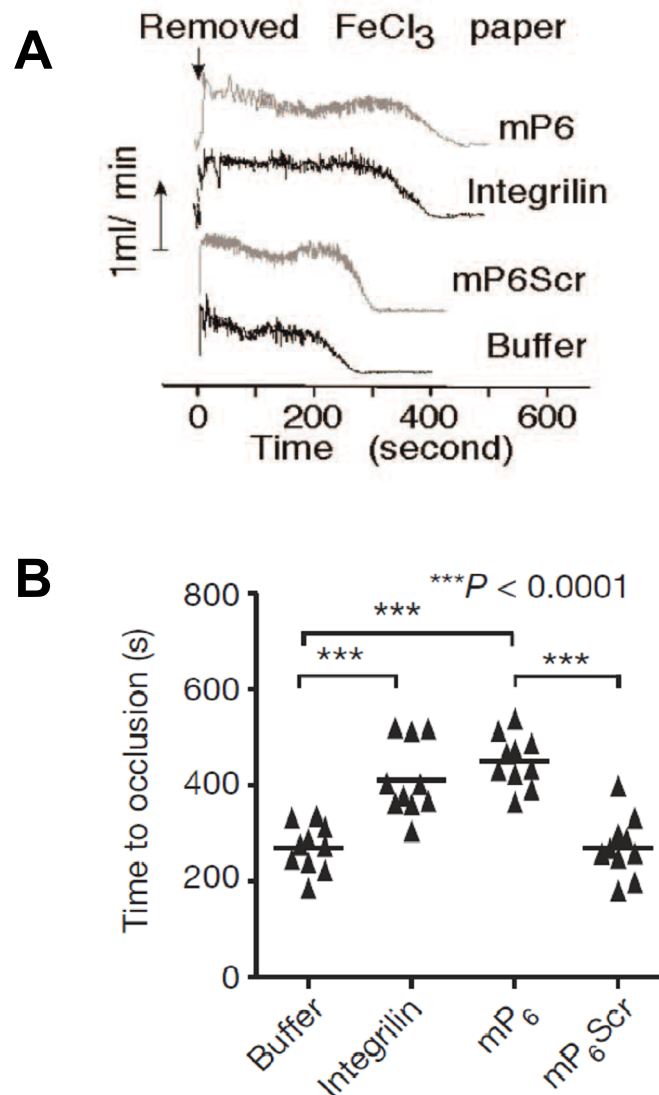 A
Removed FeCl3 paper
mP6
Integrilin
mP6Scr
Buffer
1ml/ min
0 200 400 600
Time (second)
B
***P < 0.0001
***
*** ***
800
600
400
200
0
Time to occlusion (s)
Buffer Integrilin mP6 mP6Scr